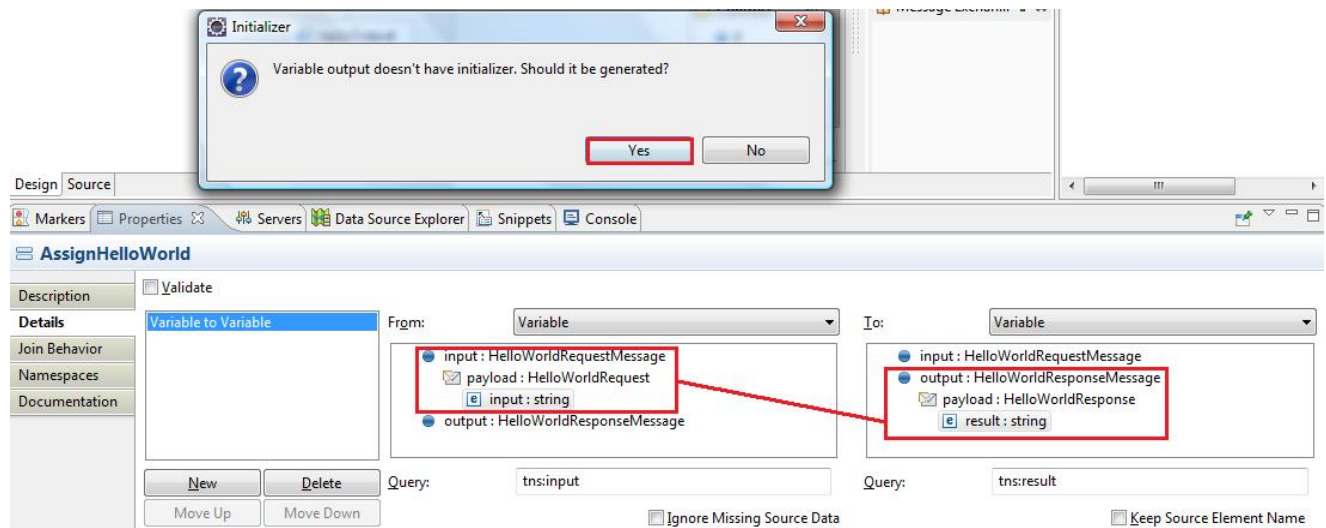 Initializer
Variable output doesn't have initializer. Should it be generated?
Yes
No
Design
Source
Markers
Properties
Servers
Data Source Explorer
Snippets
Console
AssignHelloWorld
Description
Details
Join Behavior
Namespaces
Documentation
Validate
Variable to Variable
New
Delete
Move Up
Move Down
From:
Variable
input : HelloWorldRequestMessage
payload : HelloWorldRequest
input : string
output : HelloWorldResponseMessage
Query:
tns:input
Ignore Missing Source Data
To:
Variable
input : HelloWorldRequestMessage
output : HelloWorldResponseMessage
payload : HelloWorldResponse
result : string
Query:
tns:result
Keep Source Element Name